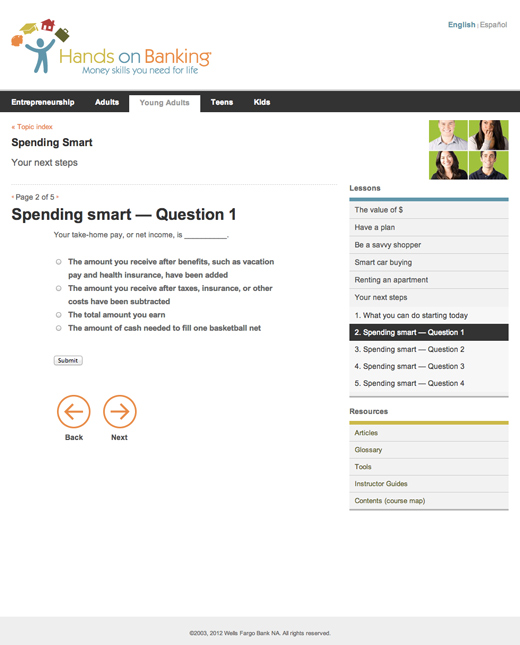 English | Español
Hands on Banking®
Money skills you need for life
Entrepreneurship Adults Young Adults Teens Kids
« Topic index
Spending Smart
Your next steps
Page 2 of 5
Spending smart — Question 1
Your take-home pay, or net income, is __________.
The amount you receive after benefits, such as vacation
pay and health insurance, have been added
The amount you receive after taxes, insurance, or other
costs have been subtracted
The total amount you earn
The amount of cash needed to fill one basketball net
Submit
Back Next
Lessons
The value of $
Have a plan
Be a savvy shopper
Smart car buying
Renting an apartment
Your next steps
1. What you can do starting today
2. Spending smart — Question 1
3. Spending smart — Question 2
4. Spending smart — Question 3
5. Spending smart — Question 4
Resources
Articles
Glossary
Tools
Instructor Guides
Contents (course map)
©2003, 2012 Wells Fargo Bank NA. All rights reserved.